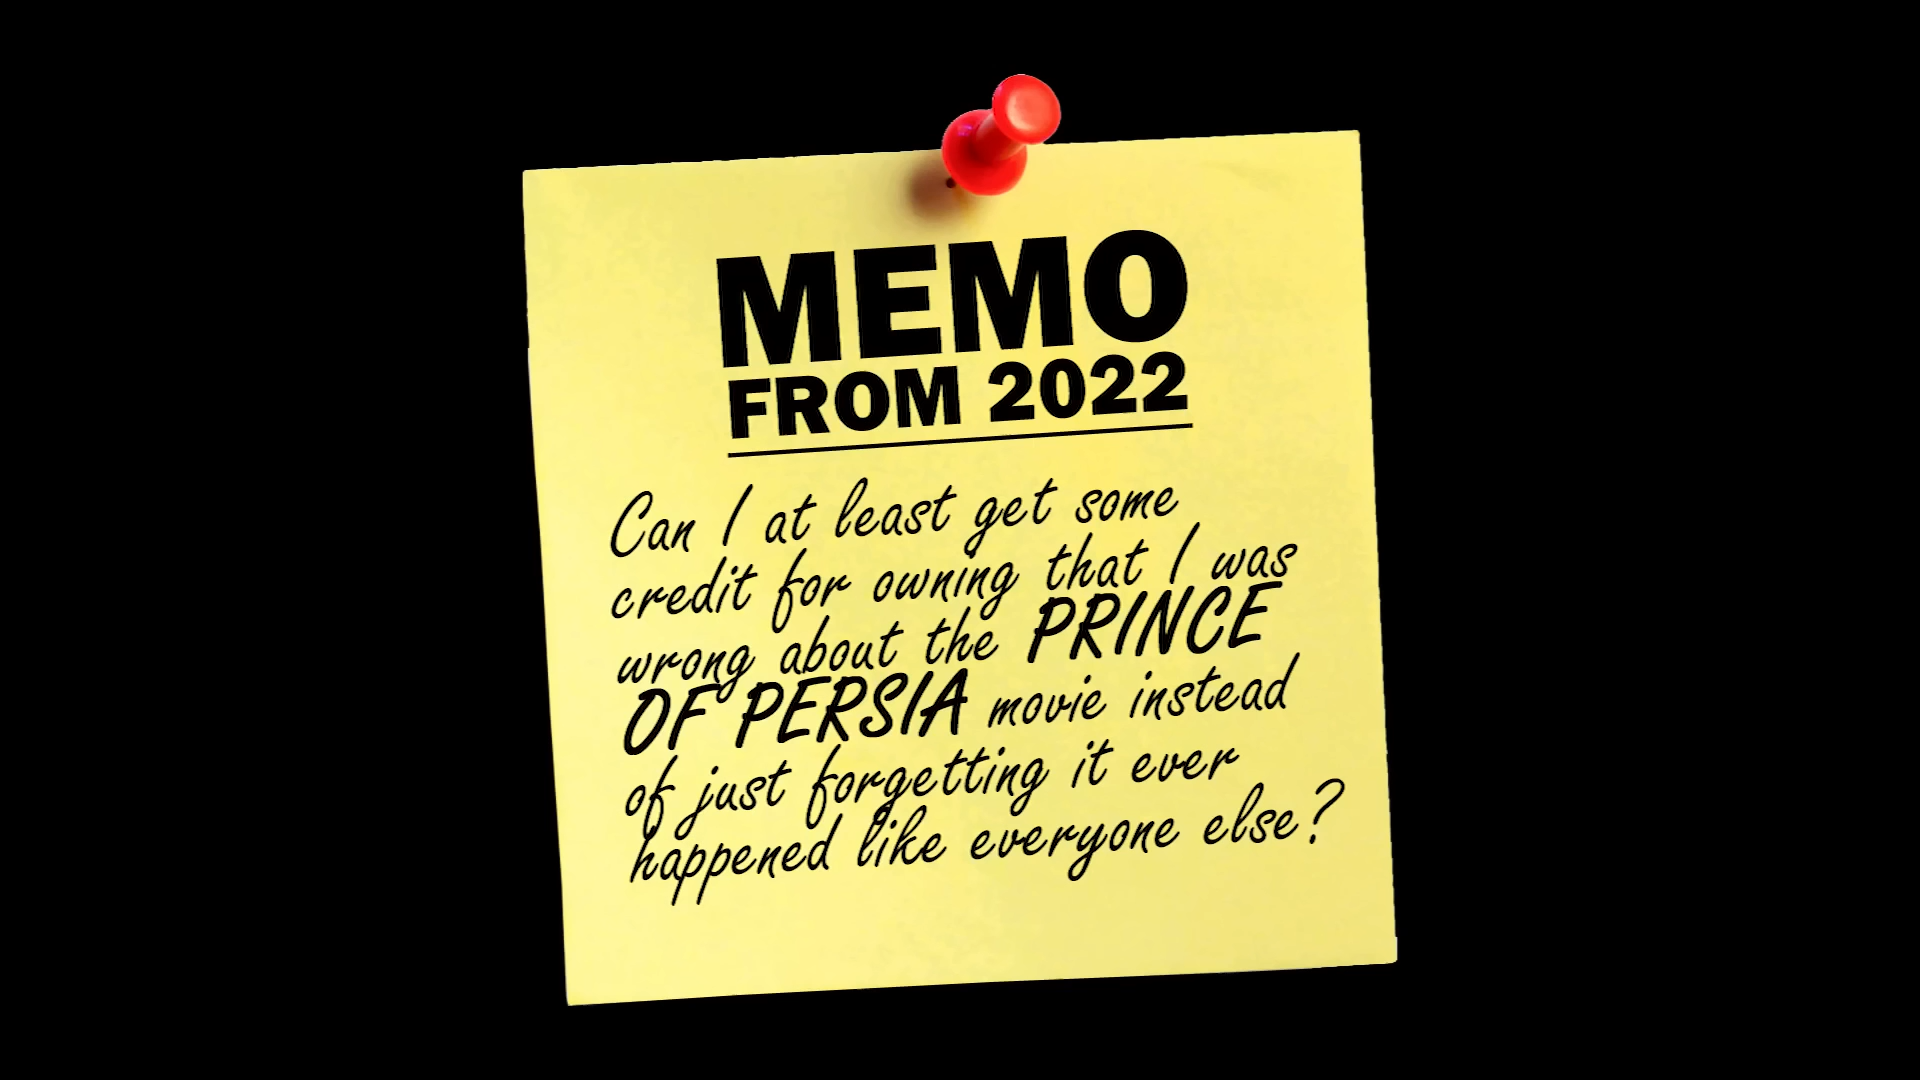 MEMO
FROM 2022
Can I at least get some
credit for owning that I was
wrong about the PRINCE
OF PERSIA movie instead
of just forgetting it ever
happened like everyone else?